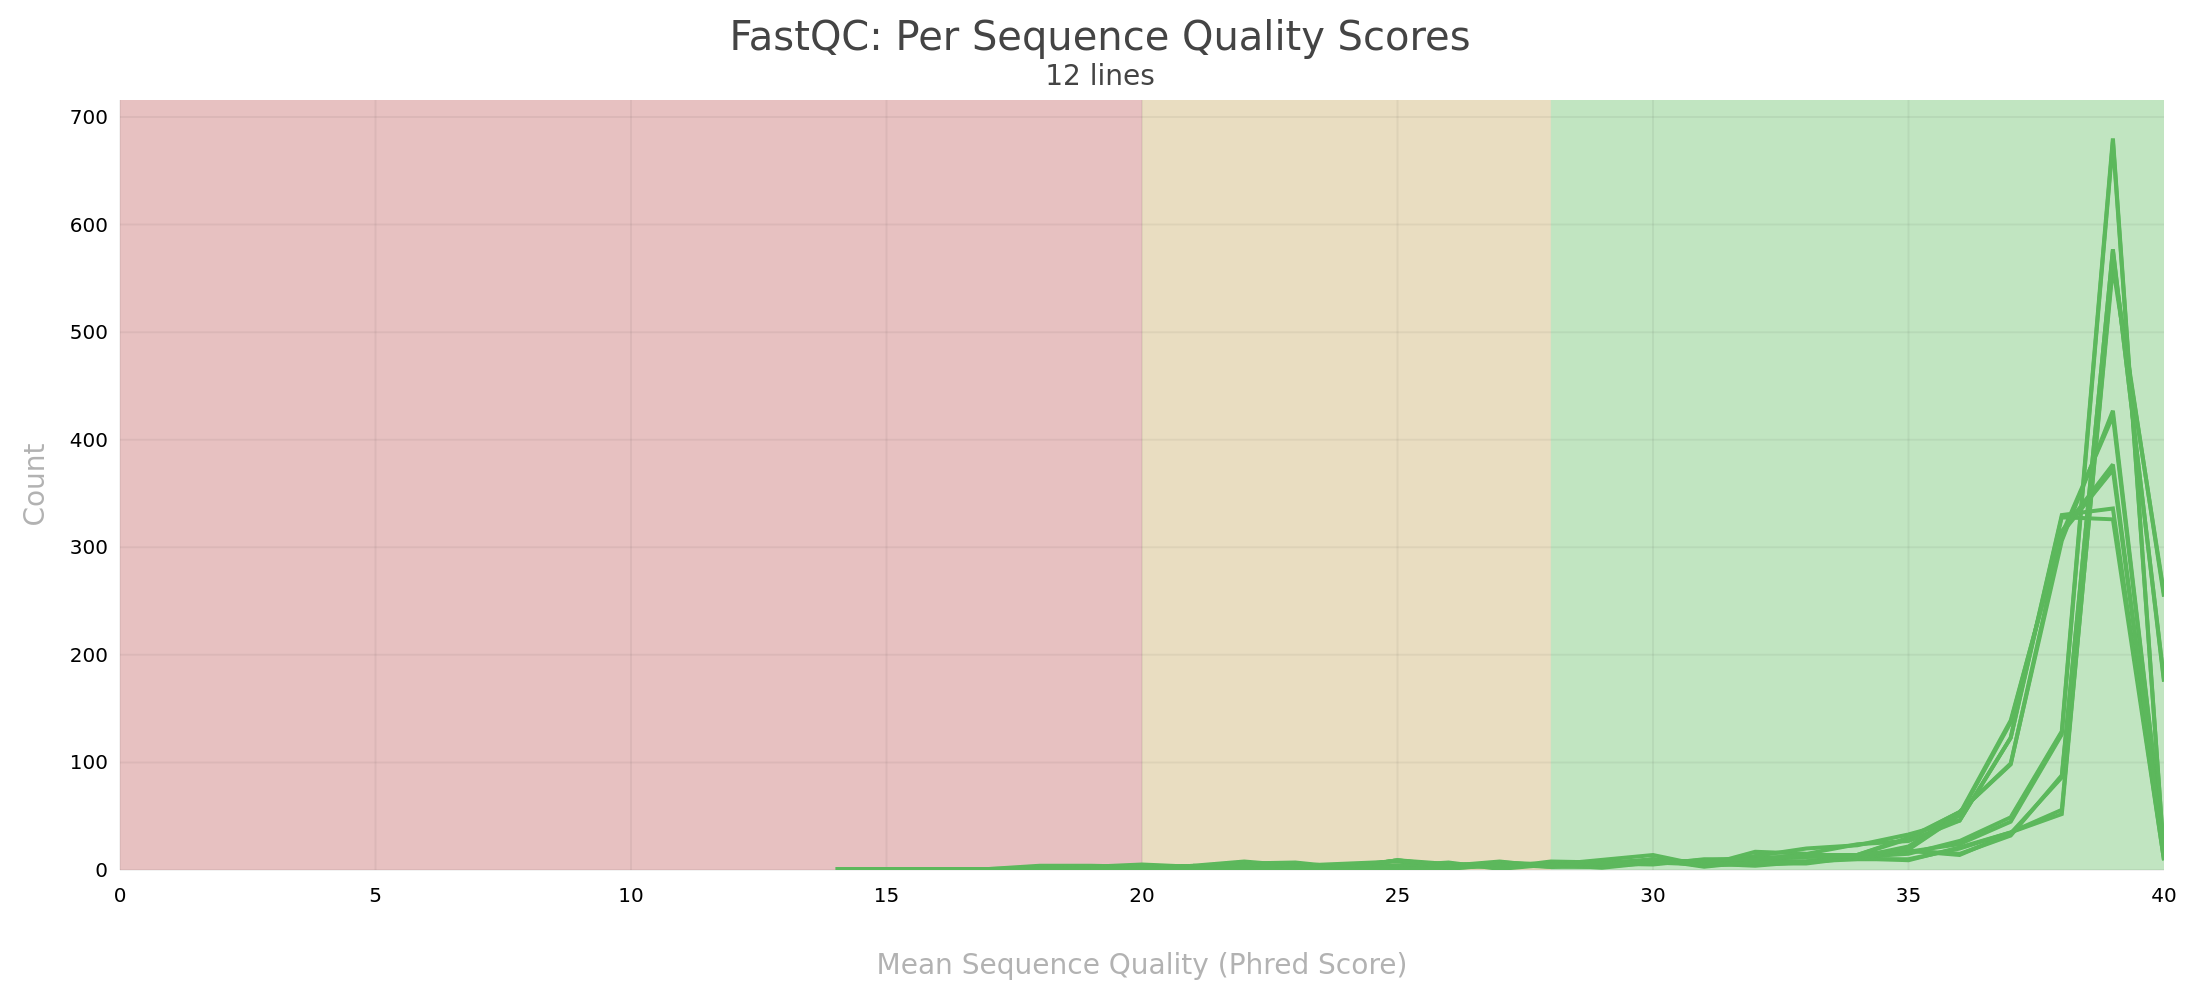 FastQC: Per Sequence Quality Scores
12 lines
700
600
500
400
300
200
100
0
Count
0 5 10 15 20 25 30 35 40
Mean Sequence Quality (Phred Score)